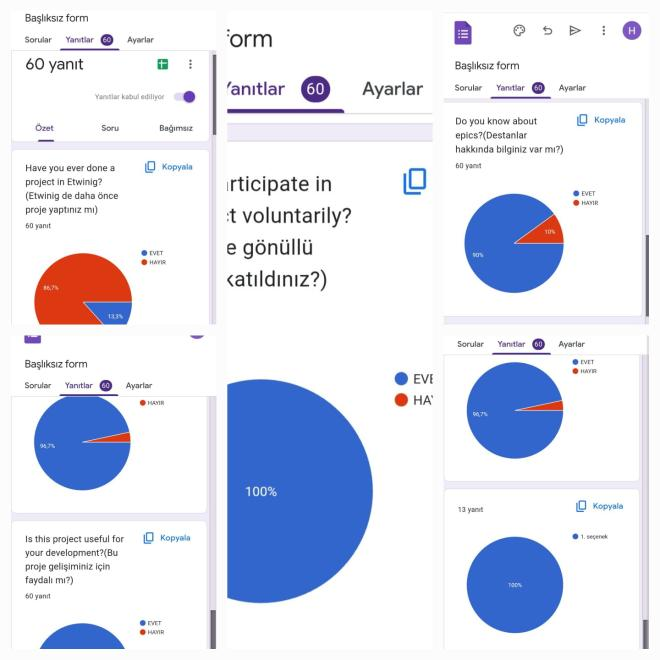 Başlıksız form
Sorular Yanıtlar 60 Ayarlar
60 yanıt
Yanıtlar kabul ediliyor
Özet Soru Bağımsız
Have you ever done a
project in Etwinig?
(Etwinig de daha önce
proje yaptınız mı)
Kopyala
60 yanıt
EVET
HAYIR
86,7%
13,3%
form
Yanıtlar 60 Ayarlar
articipate in
ct voluntarily?
e gönüllü
katıldınız?)
EVE
HA
100%
H
Başlıksız form
Sorular Yanıtlar 60 Ayarlar
Do you know about
epics?(Destanlar
hakkında bilginiz var mı?)
Kopyala
60 yanıt
EVET
HAYIR
10%
90%
Başlıksız form
Sorular Yanıtlar 60 Ayarlar
HAYIR
96,7%
Is this project useful for
your development?(Bu
proje gelişiminiz için
faydalı mı?)
Kopyala
60 yanıt
EVET
HAYIR
Sorular Yanıtlar 60 Ayarlar
EVET
HAYIR
96,7%
13 yanıt
Kopyala
1. seçenek
100%